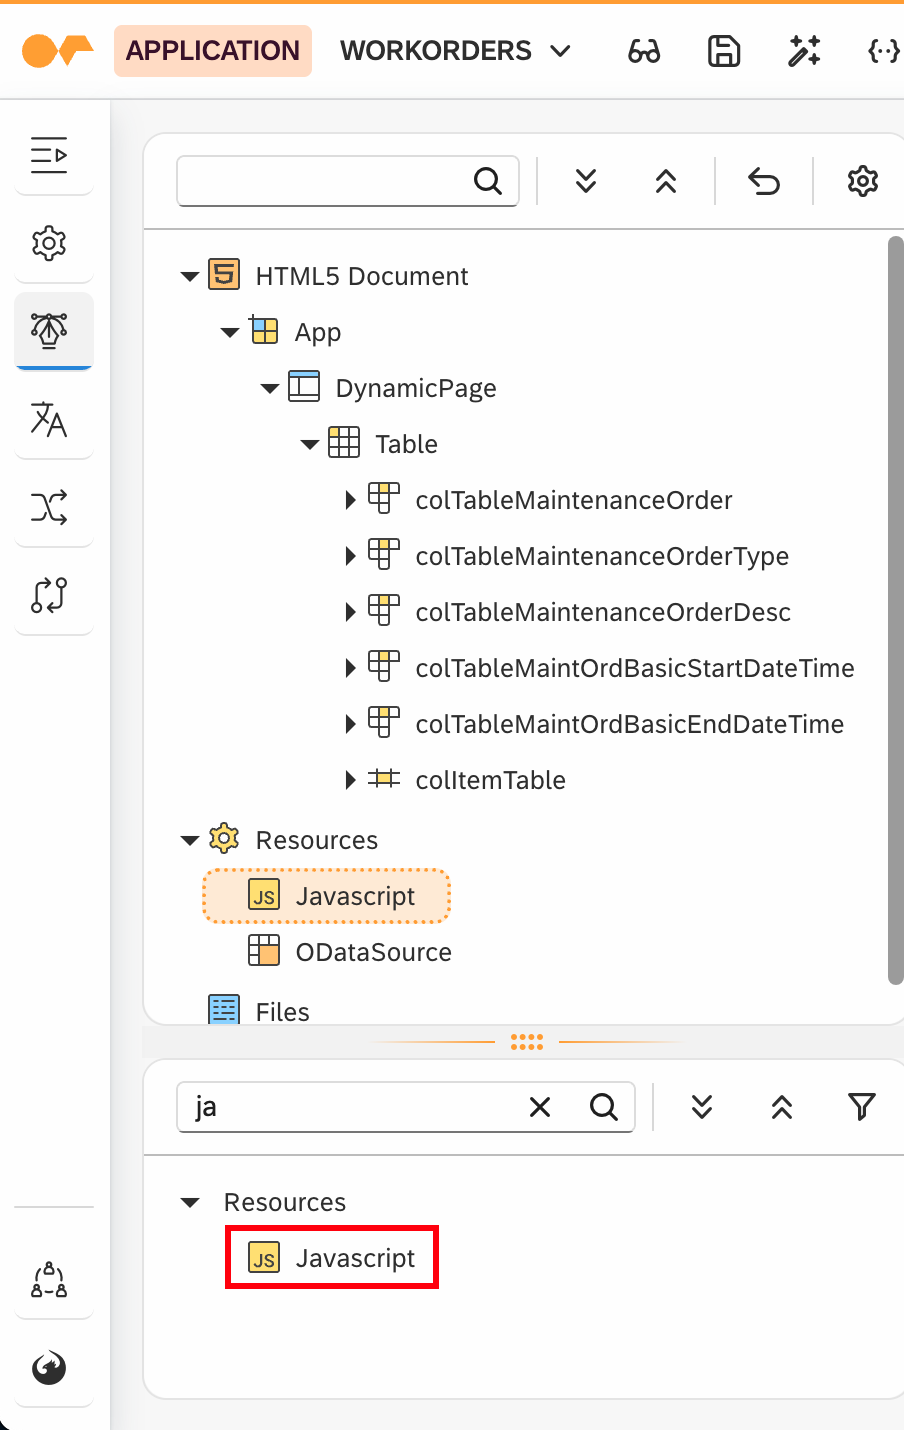 APPLICATION WORKORDERS
HTML5 Document
App
DynamicPage
Table
colTableMaintenanceOrder
colTableMaintenanceOrderType
colTableMaintenanceOrderDesc
colTableMaintOrdBasicStartDateTime
colTableMaintOrdBasicEndDateTime
colItemTable
Resources
JS Javascript
ODataSource
Files
ja
Resources
JS Javascript